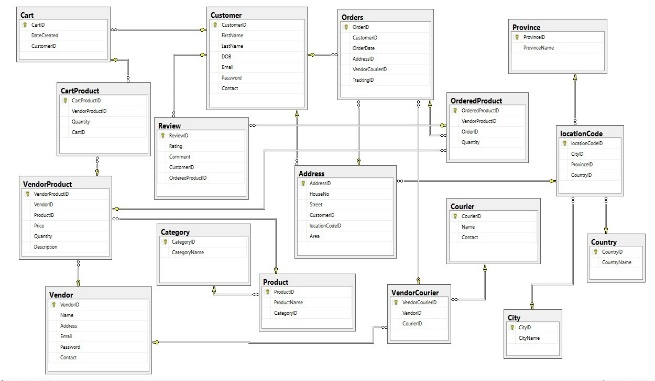 Cart
CartID
DateCreated
CustomerID
Customer
CustomerID
FirstName
LastName
DOB
Email
Password
Contact
Orders
OrderID
CustomerID
OrderDate
AddressID
VendorCourierID
TrackingID
Province
ProvinceID
ProvinceName
CartProduct
CartProductID
VendorProductID
Quantity
CartID
Review
ReviewID
Rating
Comment
CustomerID
OrderedProductID
OrderedProduct
OrderedProductID
VendorProductID
OrderID
Quantity
locationCode
locationCodeID
CityID
ProvinceID
CountryID
VendorProduct
VendorProductID
VendorID
ProductID
Price
Quantity
Description
Address
AddressID
HouseNo
Street
CustomerID
locationCodeID
Area
Category
CategoryID
CategoryName
Courier
CourierID
Name
Contact
Country
CountryID
CountryName
Vendor
VendorID
Name
Address
Email
Password
Contact
Product
ProductID
ProductName
CategoryID
VendorCourier
VendorCourierID
VendorID
CourierID
City
CityID
CityName